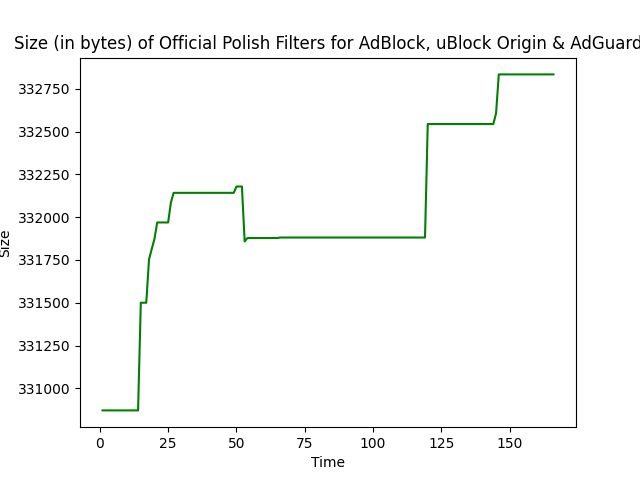 Size (in bytes) of Official Polish Filters for AdBlock, uBlock Origin & AdGuard
332750
332500
332250
332000
331750
331500
331250
331000
Size
0 25 50 75 100 125 150
Time